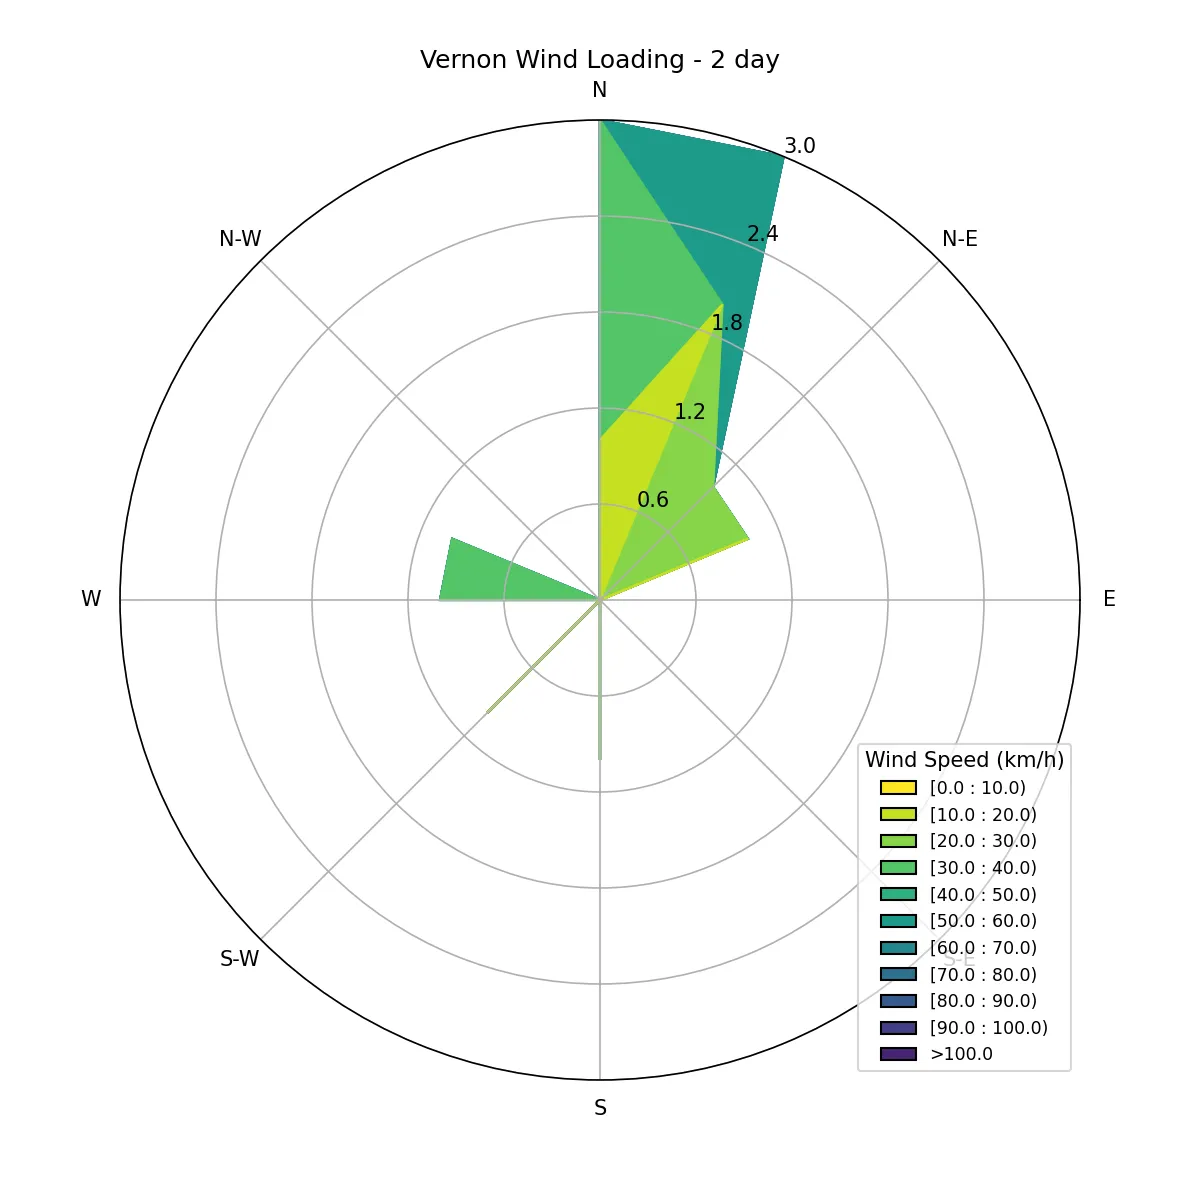 Vernon Wind Loading - 2 day
N
3.0
N-W
2.4
N-E
1.8
1.2
0.6
W
E
Wind Speed (km/h)
[0.0 : 10.0)
[10.0 : 20.0)
[20.0 : 30.0)
[30.0 : 40.0)
[40.0 : 50.0)
[50.0 : 60.0)
[60.0 : 70.0)
S-W
S-E
[70.0 : 80.0)
[80.0 : 90.0)
[90.0 : 100.0)
>100.0
S